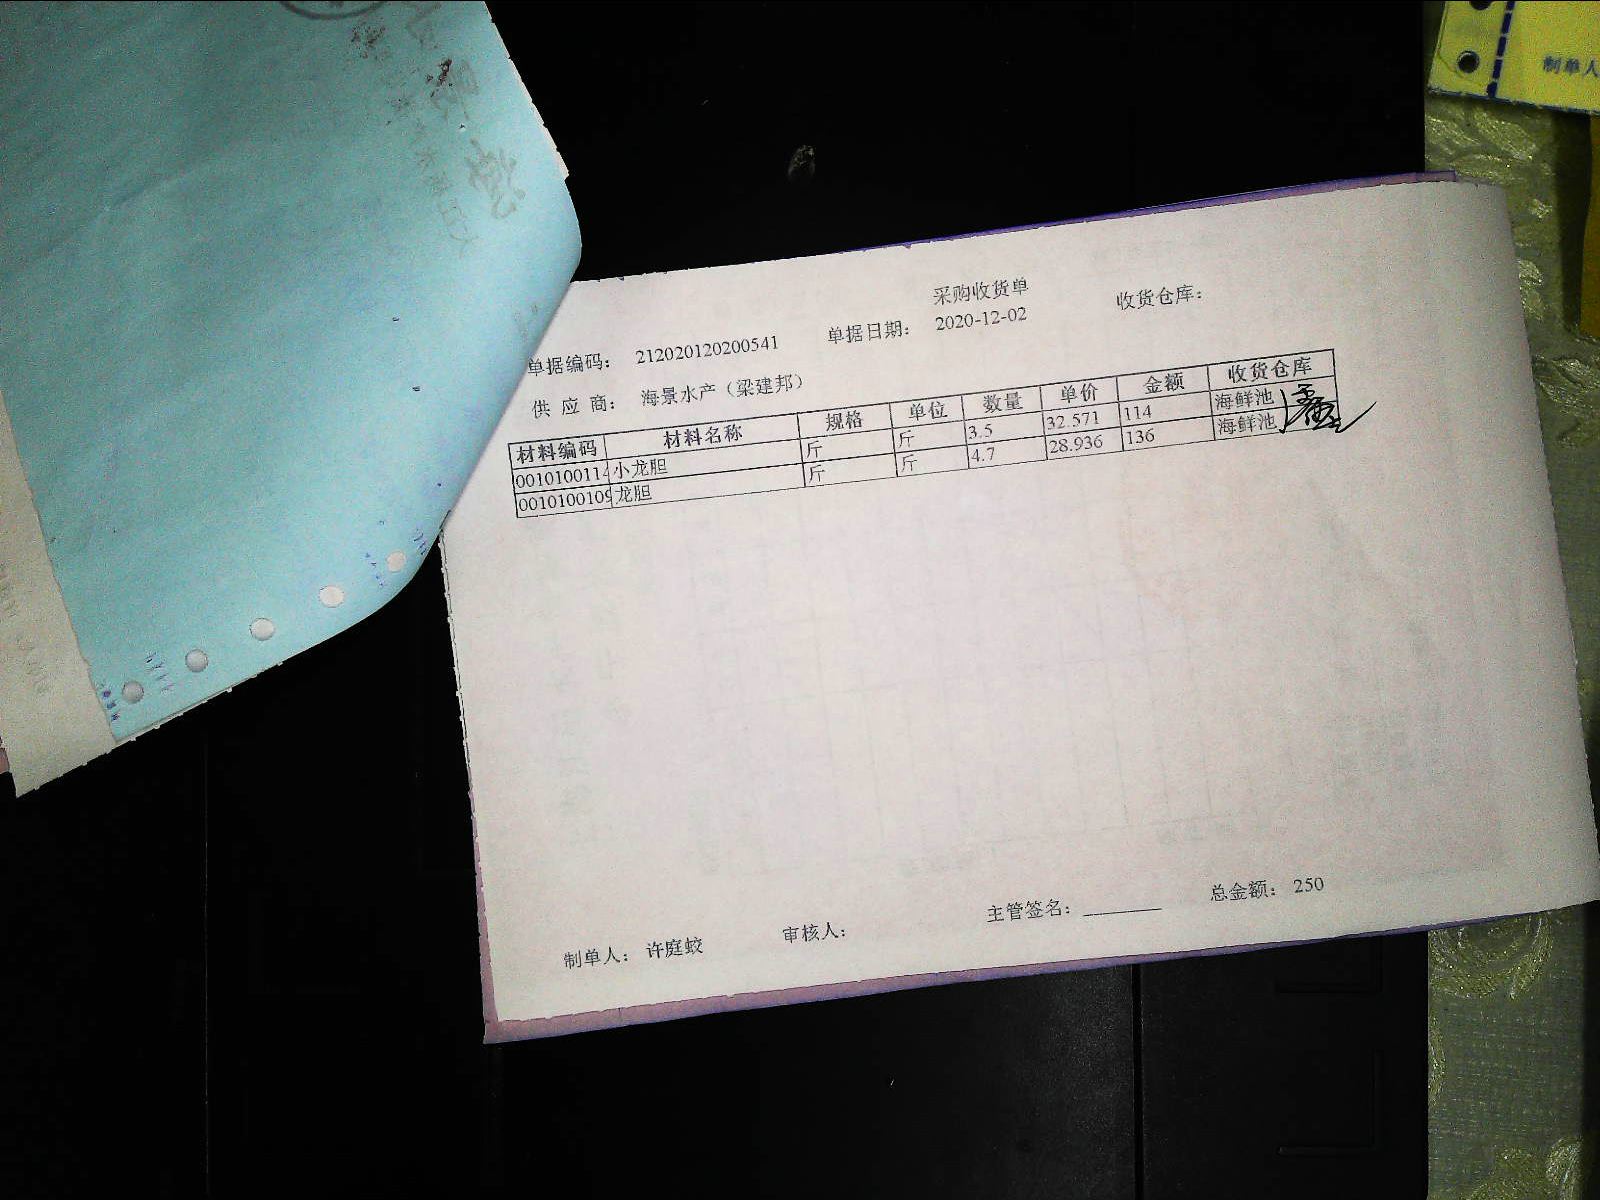 制单人
采购收货单
单据编码： 212020120200541 单据日期： 2020-12-02 收货仓库：
供 应 商： 海景水产（梁建邦）
材料编码 材料名称 规格 单位 数量 单价 金额 收货仓库
0010100114 小龙胆 斤 斤 3.5 32.571 114 海鲜池
0010100109 龙胆 斤 斤 4.7 28.936 136 海鲜池
制单人： 许庭蛟 审核人： 主管签名： 总金额： 250